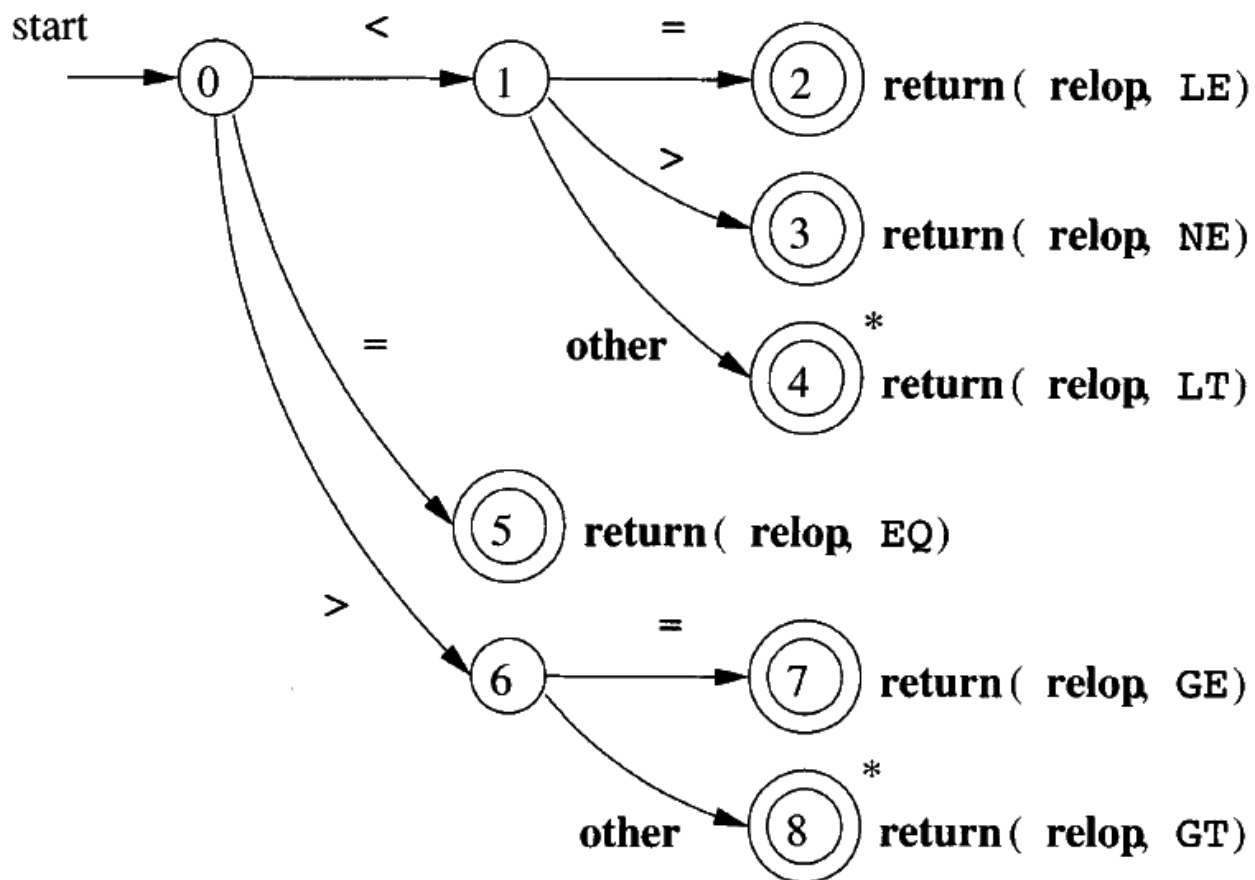 start < =
0 1 2 return( relop, LE)
>
3 return( relop, NE)
*
= other
4 return( relop, LT)
5 return( relop, EQ)
> =
6 7 return( relop, GE)
*
other 8 return( relop, GT)